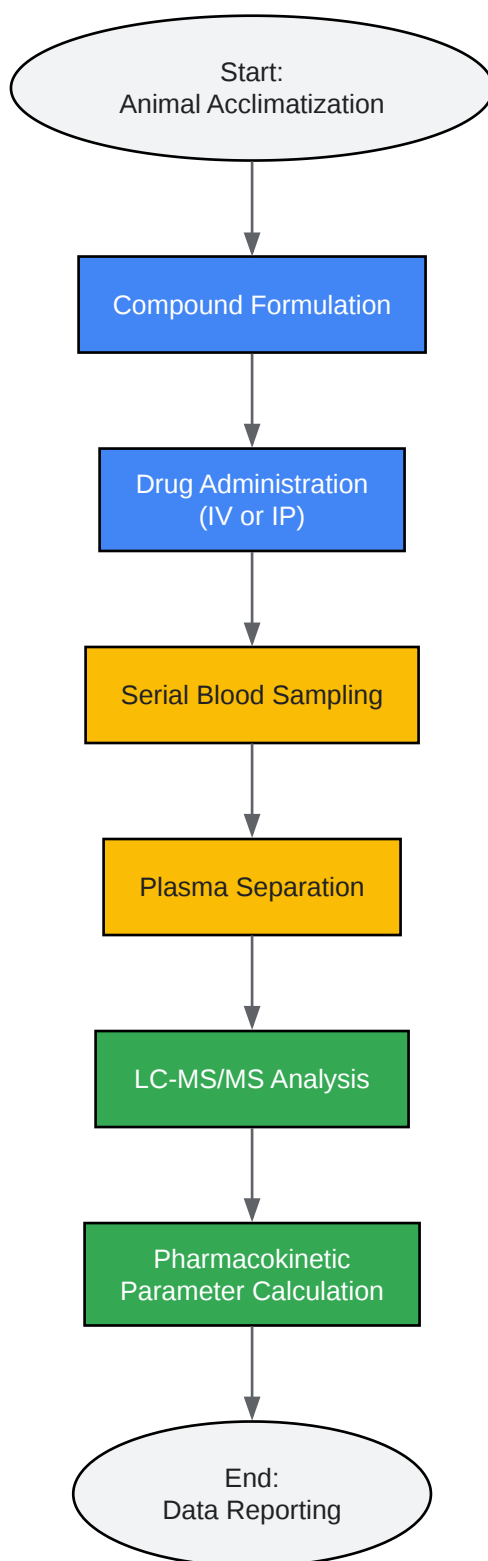 Start:
Animal Acclimatization
Compound Formulation
Drug Administration
(IV or IP)
Serial Blood Sampling
Plasma Separation
LC-MS/MS Analysis
Pharmacokinetic
Parameter Calculation
End:
Data Reporting